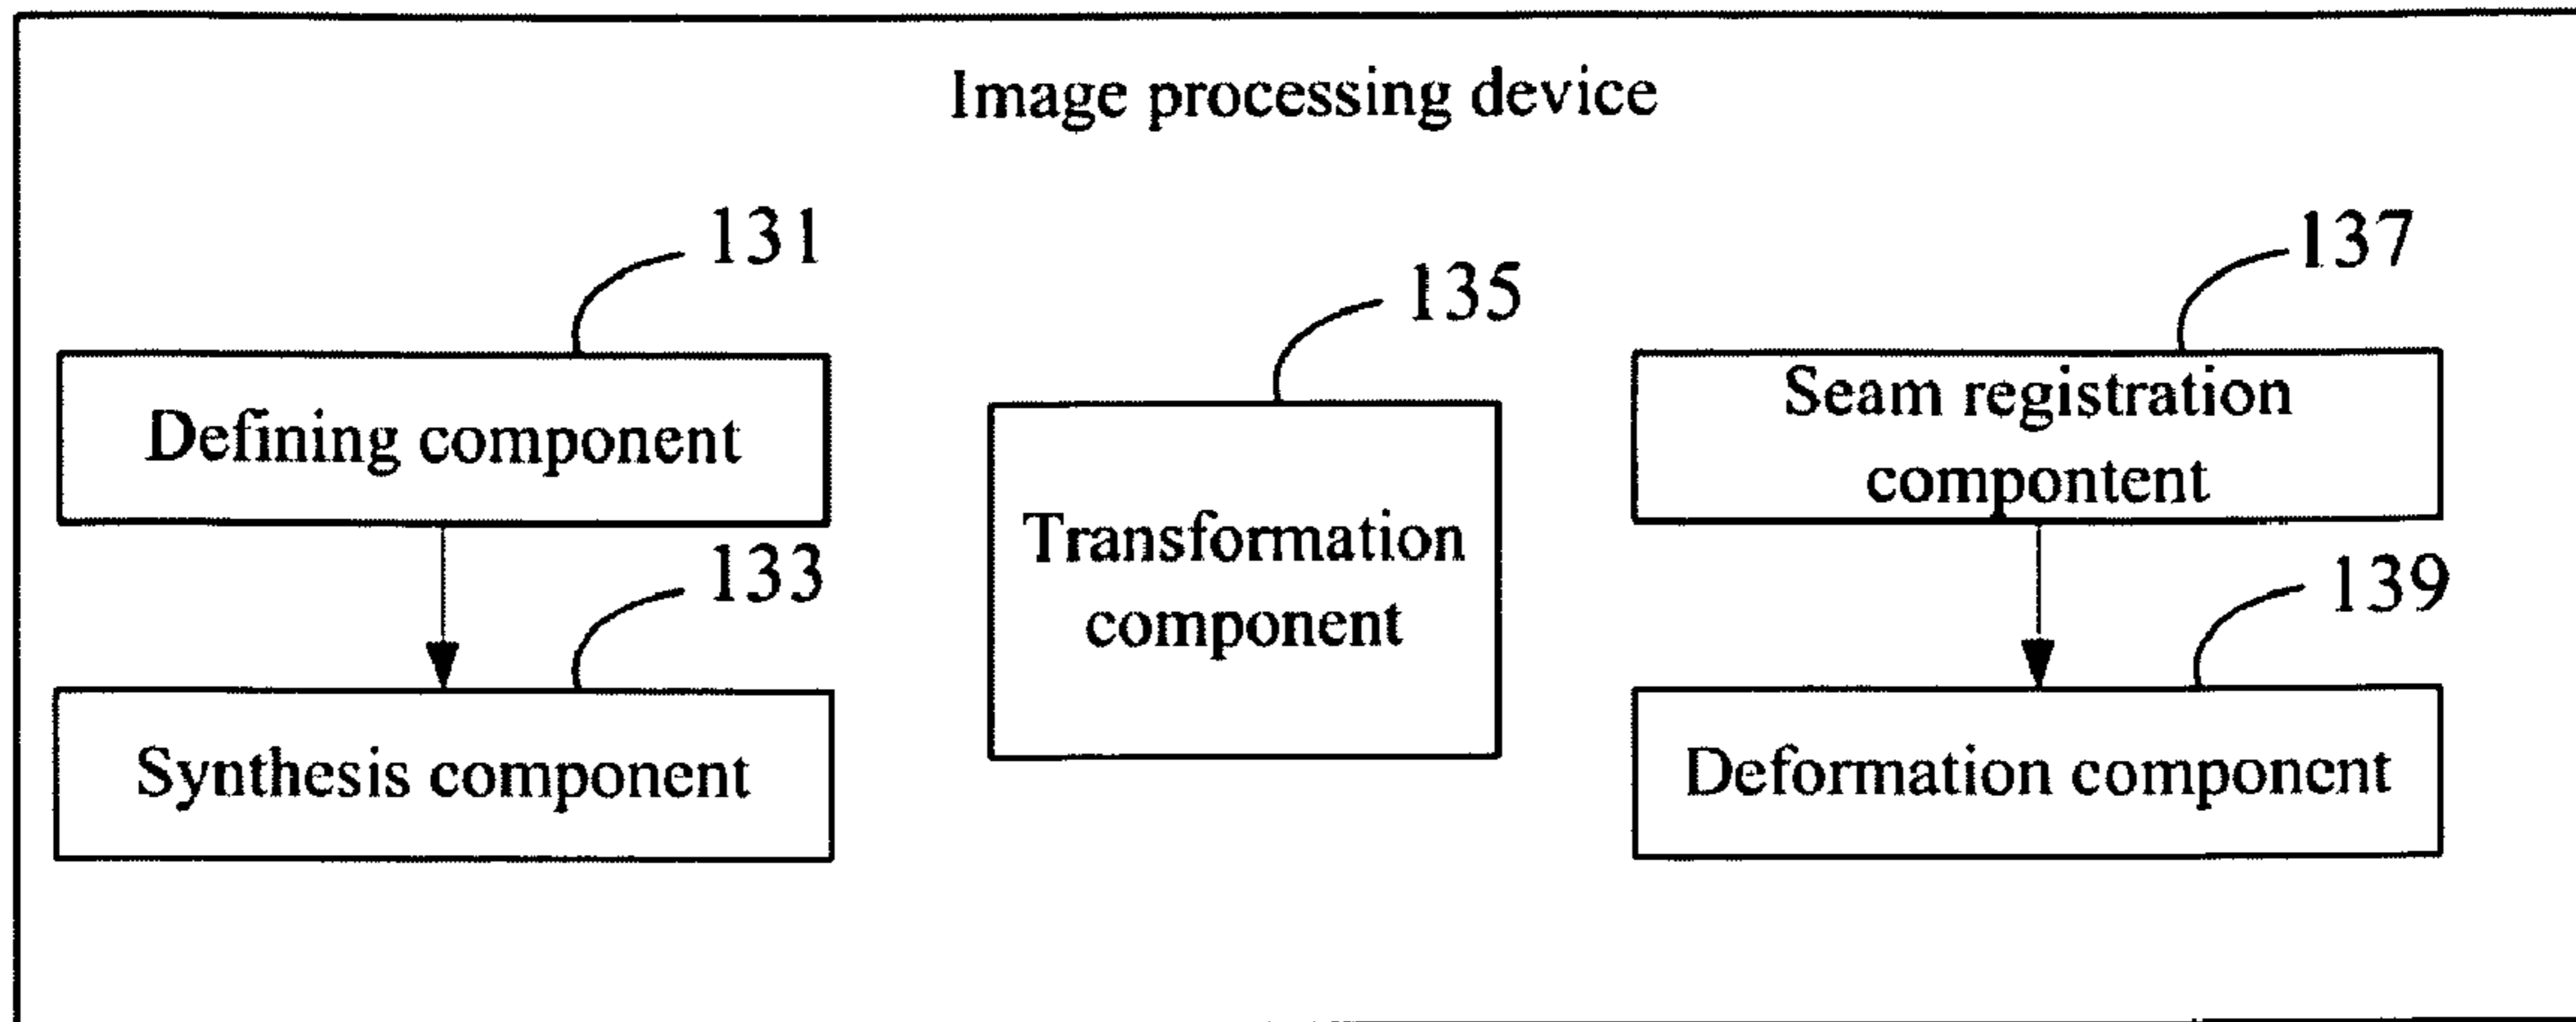 Image processing device
131
Defining component
133
Synthesis component
135
Transformation
component
137
Seam registration
compontent
139
Deformation component